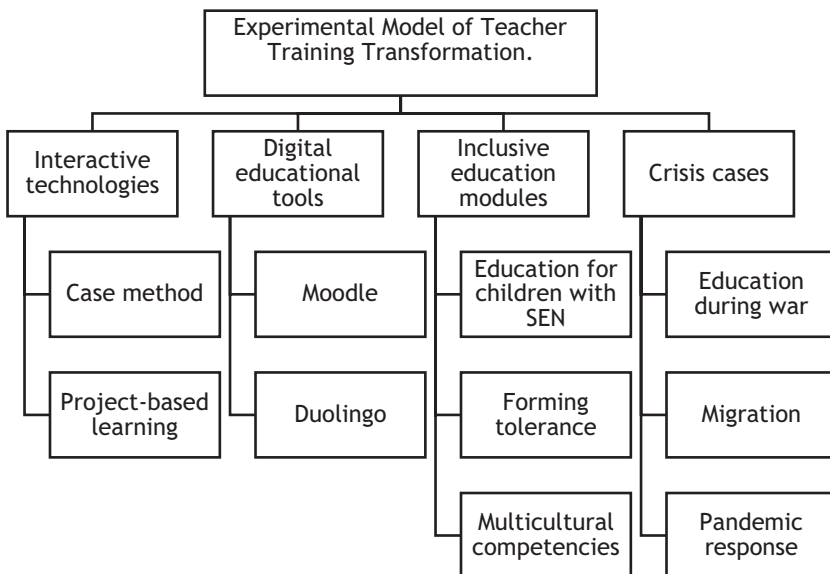 Experimental Model of Teacher
Training Transformation.
Interactive
technologies
Digital
educational
tools
Inclusive
education
modules
Crisis cases
Case method
Project-based
learning
Moodle
Duolingo
Education for
children with
SEN
Forming
tolerance
Multicultural
competencies
Education
during war
Migration
Pandemic
response